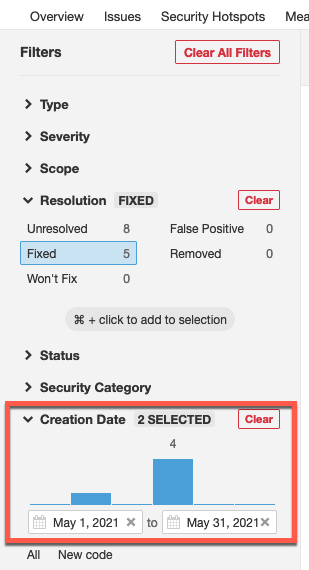 Overview Issues Security Hotspots Mea
Filters Clear All Filters
Type
Severity
Scope
Resolution FIXED Clear
Unresolved 8 False Positive 0
Fixed 5 Removed 0
Won't Fix 0
⌘ + click to add to selection
Status
Security Category
Creation Date 2 SELECTED Clear
4
May 1, 2021 to May 31, 2021
All New code